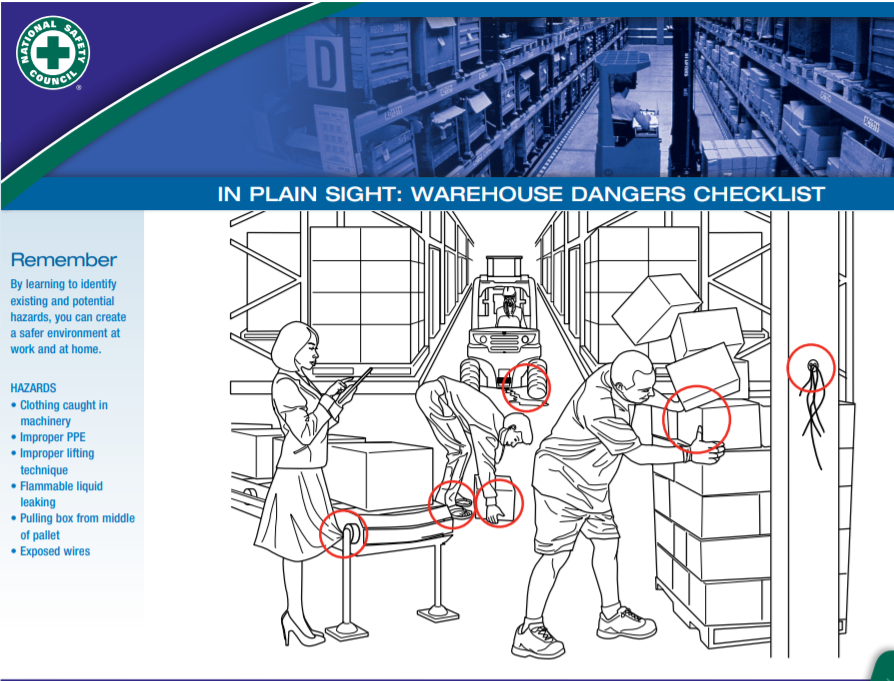 NATIONAL SAFETY
COUNCIL
®
D
IN PLAIN SIGHT: WAREHOUSE DANGERS CHECKLIST
Remember
By learning to identify
existing and potential
hazards, you can create
a safer environment at
work and at home.
HAZARDS
• Clothing caught in
machinery
• Improper PPE
• Improper lifting
technique
• Flammable liquid
leaking
• Pulling box from middle
of pallet
• Exposed wires